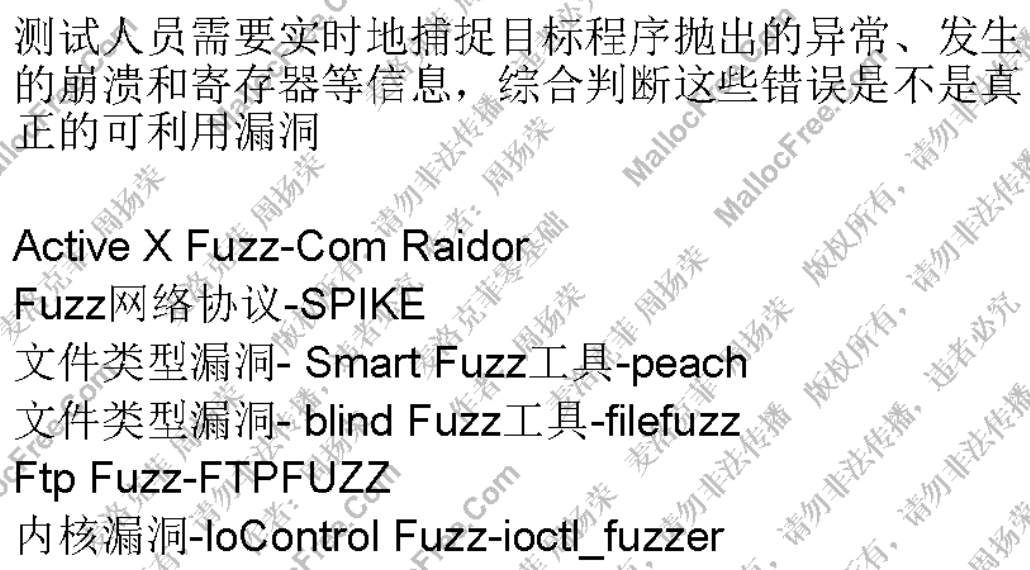 测试人员需要实时地捕捉目标程序抛出的异常、发生
的崩溃和寄存器等信息，综合判断这些错误是不是真
正的可利用漏洞
Active X Fuzz-Com Raidor
Fuzz网络协议-SPIKE
文件类型漏洞- Smart Fuzz工具-peach
文件类型漏洞- blind Fuzz工具-filefuzz
Ftp Fuzz-FTPFUZZ
内核漏洞-IoControl Fuzz-ioctl_fuzzer